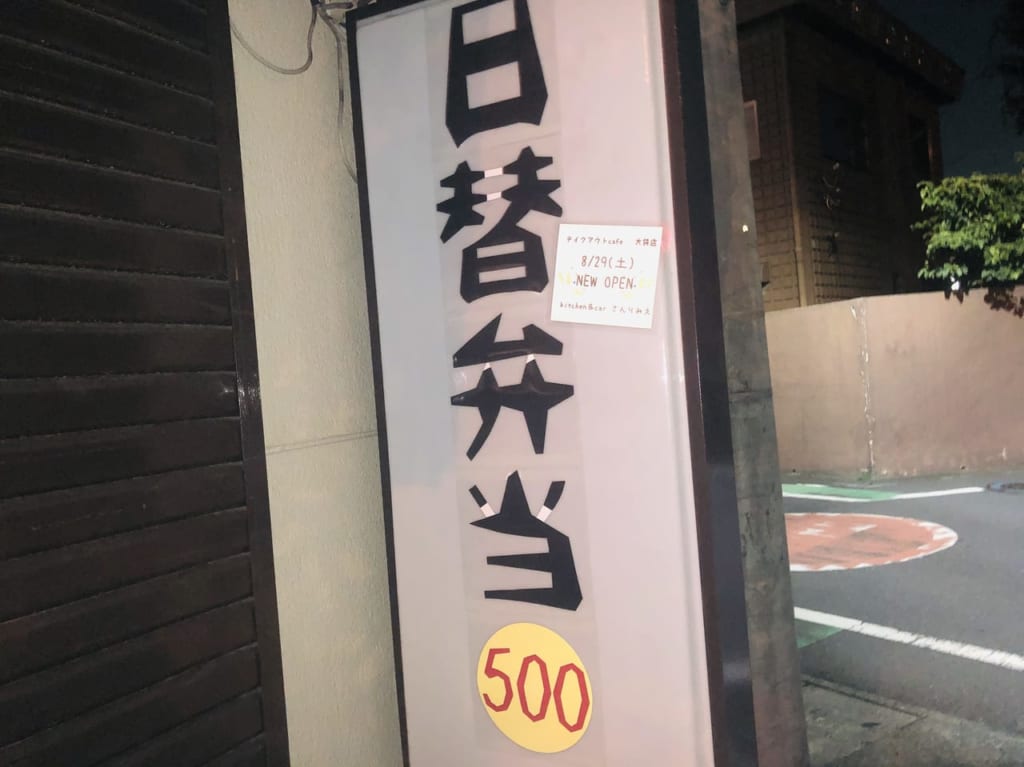 日替弁当
500
テイクアウトcafe 大袋店
8/29(土)
NEW OPEN
kitchen&car さんりみえ